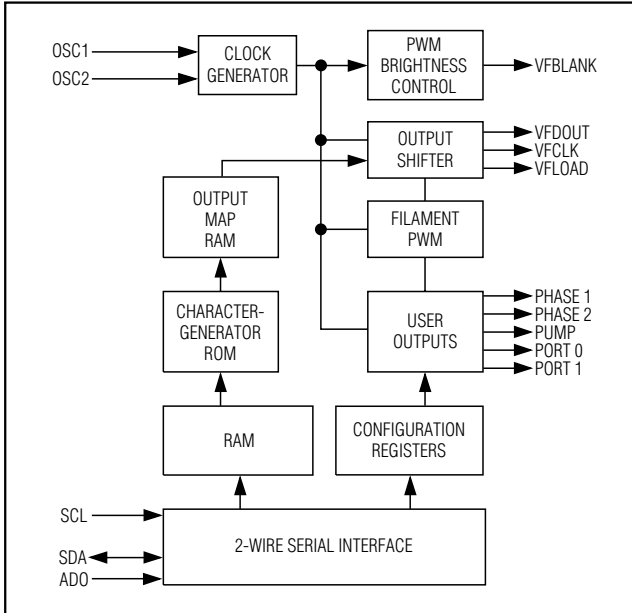 OSC1
OSC2
CLOCK
GENERATOR
PWM
BRIGHTNESS
CONTROL
VFBLANK
OUTPUT
SHIFTER
VFDOUT
VFCLK
VFLOAD
OUTPUT
MAP
RAM
FILAMENT
PWM
CHARACTER-
GENERATOR
ROM
USER
OUTPUTS
PHASE 1
PHASE 2
PUMP
PORT 0
PORT 1
RAM
CONFIGURATION
REGISTERS
SCL
SDA
AD0
2-WIRE SERIAL INTERFACE